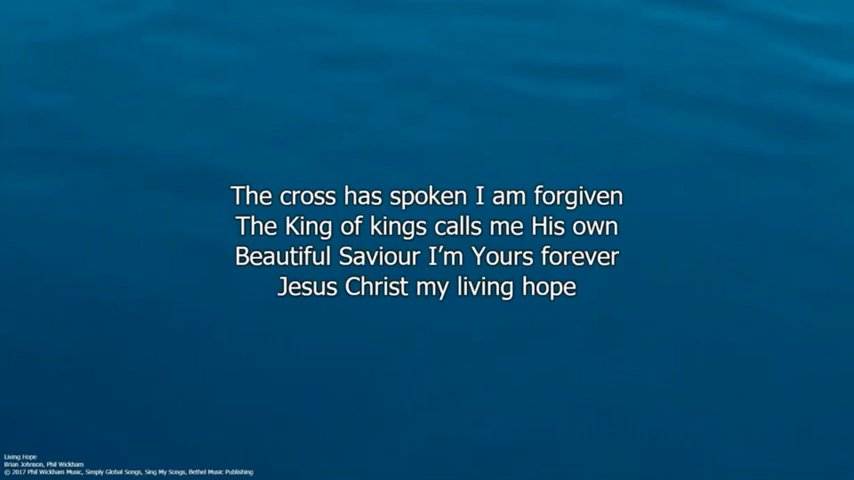 The cross has spoken I am forgiven
The King of kings calls me His own
Beautiful Saviour I’m Yours forever
Jesus Christ my living hope
Living Hope
Brian Johnson, Phil Wickham
© 2017 Phil Wickham Music, Simply Global Songs, Sing My Songs, Bethel Music Publishing